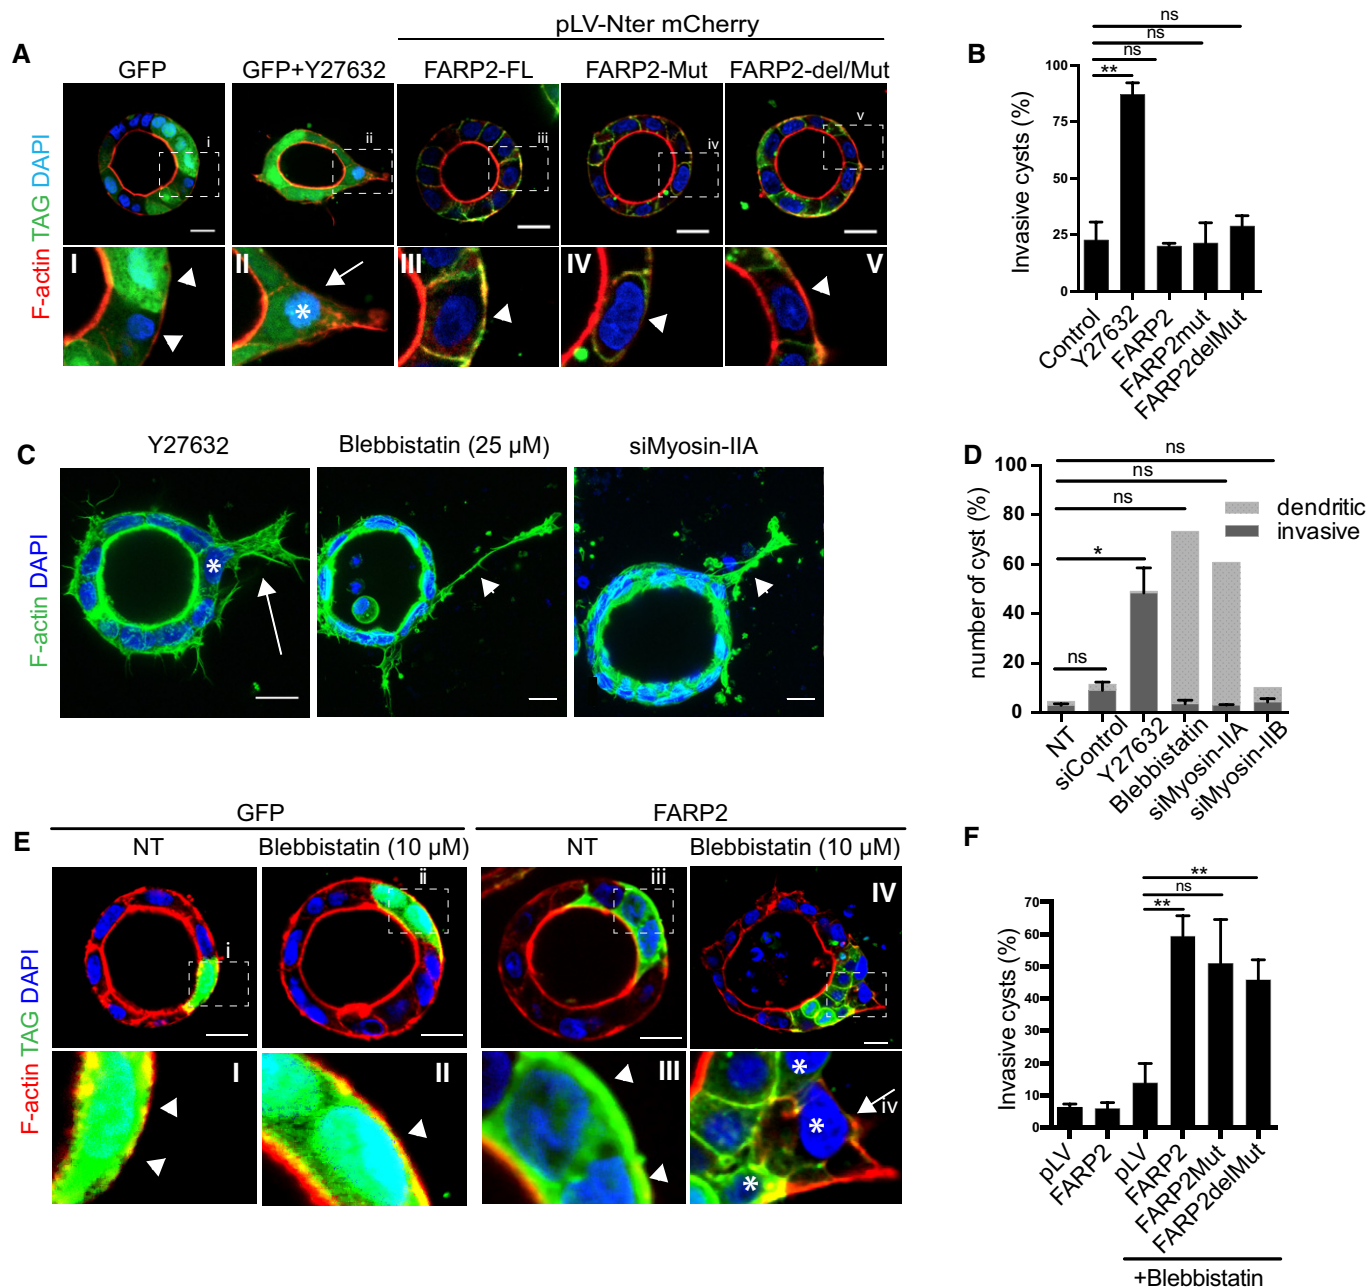 A
pLV-Nter mCherry
GFP
GFP+Y27632
FARP2-FL
FARP2-Mut
FARP2-del/Mut
F-actin TAG DAPI
i
ii
iii
iv
v
I
II
*
III
IV
V
B
Invasive cysts (%)
100
75
50
25
0
ns
ns
ns
**
Control
Y27632
FARP2
FARP2mut
FARP2delMut
C
Y27632
Blebbistatin (25 µM)
siMyosin-IIA
F-actin DAPI
*
D
number of cyst (%)
100
80
60
40
20
0
ns
ns
ns
*
ns
dendritic
invasive
NT
siControl
Y27632
Blebbistatin
siMyosin-IIA
siMyosin-IIB
E
GFP
FARP2
NT
Blebbistatin (10 µM)
NT
Blebbistatin (10 µM)
F-actin TAG DAPI
i
ii
iii
IV
I
II
III
iv
*
*
*
F
Invasive cysts (%)
70
60
50
40
30
20
10
0
**
ns
**
pLV
FARP2
pLV
FARP2
FARP2Mut
FARP2delMut
+Blebbistatin